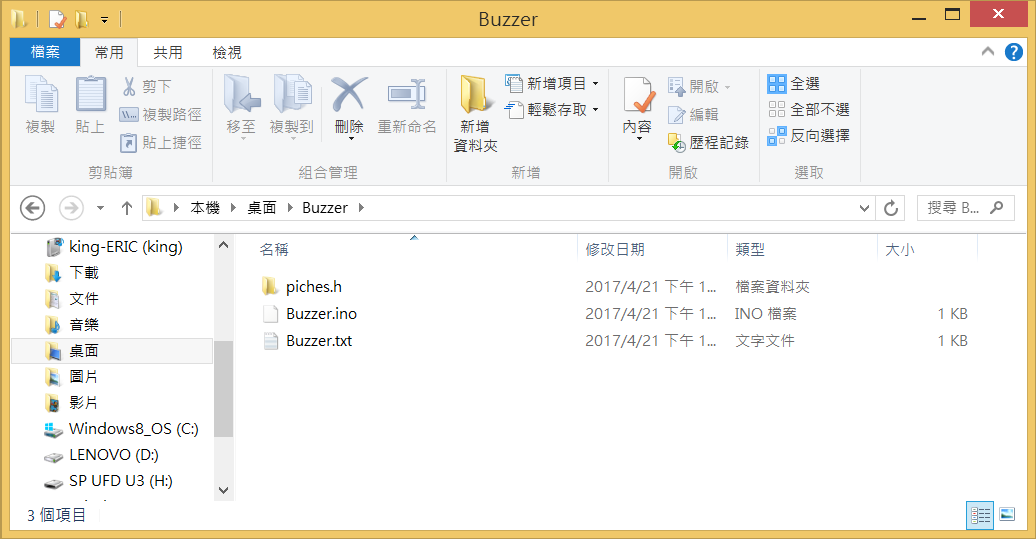 Buzzer
檔案 常用 共用 檢視
複製
貼上
剪下
複製路徑
貼上捷徑
剪貼簿
移至
複製到
刪除
重新命名
組合管理
新增
資料夾
新增項目
輕鬆存取
新增
內容
開啟
編輯
歷程記錄
開啟
全選
全部不選
反向選擇
選取
本機 桌面 Buzzer
搜尋 B...
king-ERIC (king)
下載
文件
音樂
桌面
圖片
影片
Windows8_OS (C:)
LENOVO (D:)
SP UFD U3 (H:)
名稱 修改日期 類型 大小
piches.h 2017/4/21 下午 1... 檔案資料夾
Buzzer.ino 2017/4/21 下午 1... INO 檔案 1 KB
Buzzer.txt 2017/4/21 下午 1... 文字文件 1 KB
3 個項目